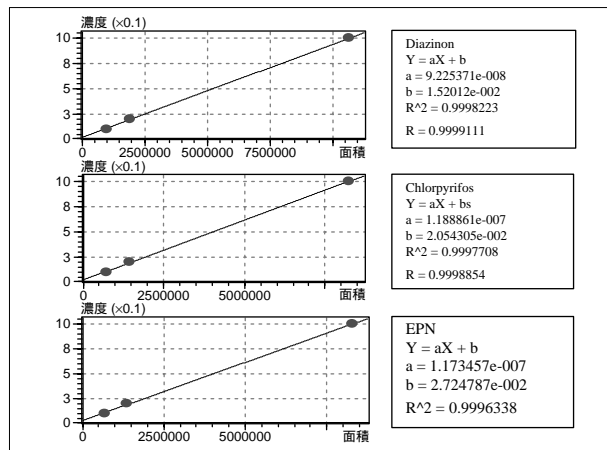 濃度 (×0.1)
10
8
5
3
0
0 2500000 5000000 7500000 面積
Diazinon
Y = aX + b
a = 9.225371e-008
b = 1.52012e-002
R^2 = 0.9998223
R = 0.9999111
濃度 (×0.1)
10
8
5
3
0
0 2500000 5000000 面積
Chlorpyrifos
Y = aX + bs
a = 1.188861e-007
b = 2.054305e-002
R^2 = 0.9997708
R = 0.9998854
濃度 (×0.1)
10
8
5
3
0
0 2500000 5000000 面積
EPN
Y = aX + b
a = 1.173457e-007
b = 2.724787e-002
R^2 = 0.9996338